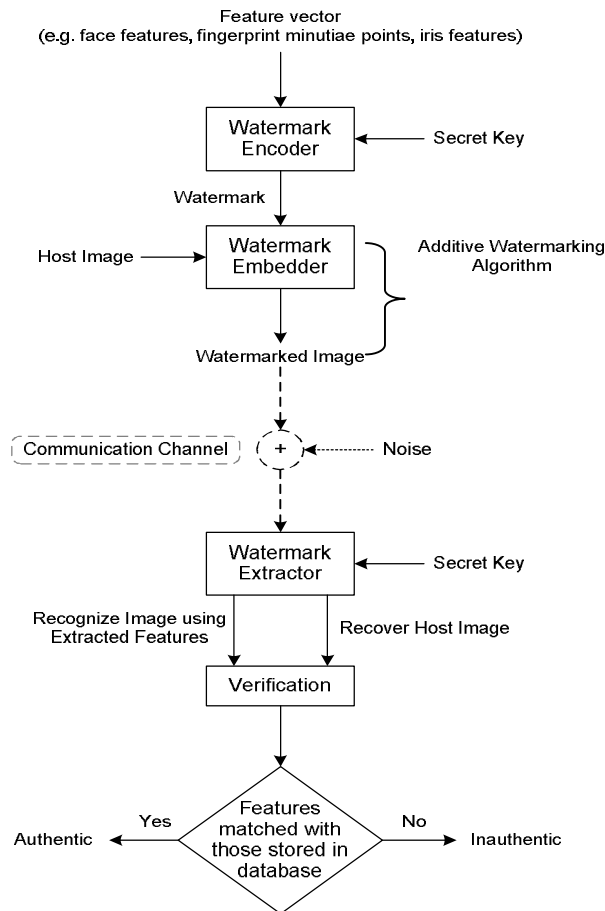 Feature vector
(e.g. face features, fingerprint minutiae points, iris features)
Watermark
Encoder
Secret Key
Watermark
Host Image
Watermark
Embedder
Additive Watermarking
Algorithm
Watermarked Image
Communication Channel
+
Noise
Watermark
Extractor
Secret Key
Recognize Image using
Extracted Features
Recover Host Image
Verification
Features
matched with
those stored in
database
Yes
No
Authentic
Inauthentic